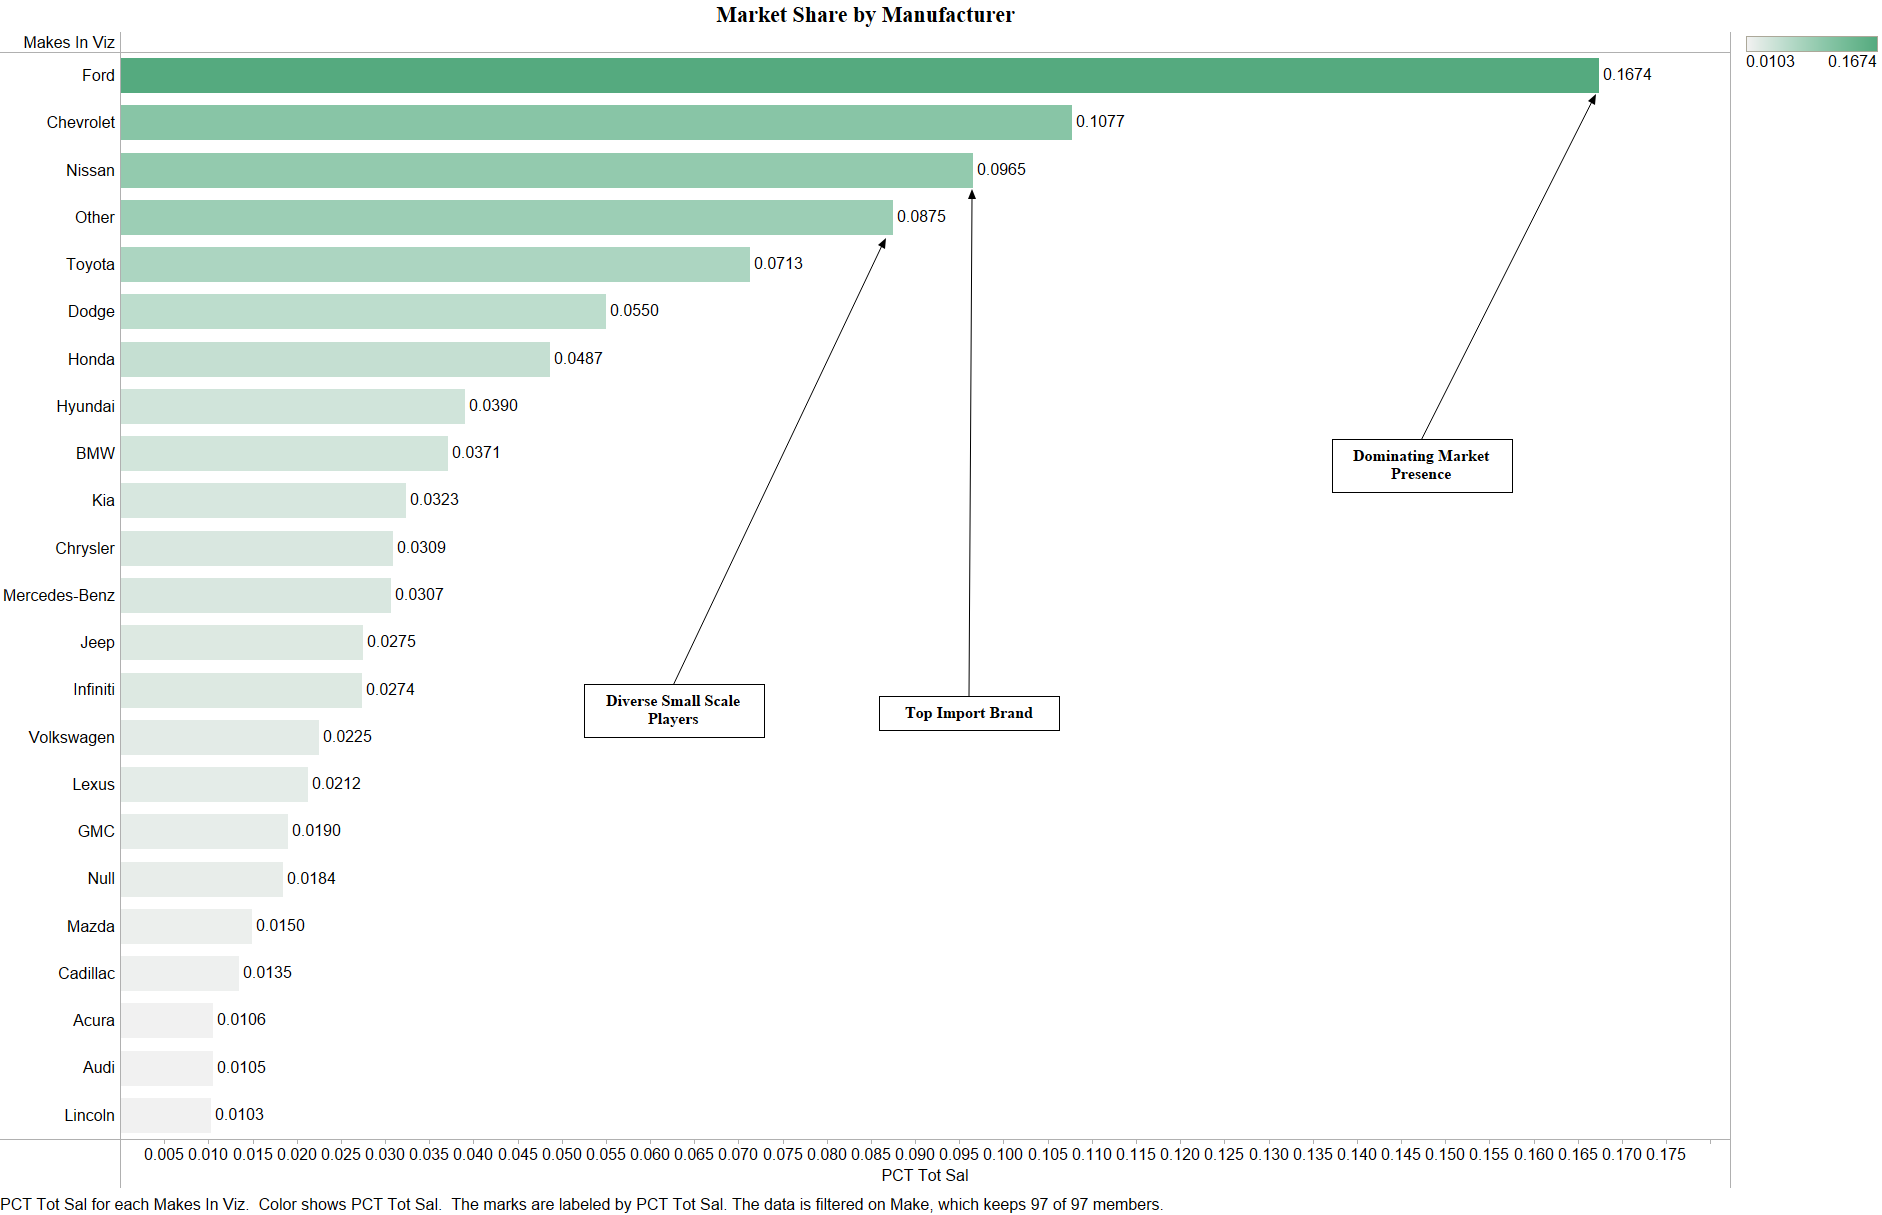 Market Share by Manufacturer
Makes In Viz
0.0103 0.1674
Ford 0.1674
Chevrolet 0.1077
Nissan 0.0965
Other 0.0875
Toyota 0.0713
Dodge 0.0550
Honda 0.0487
Hyundai 0.0390
BMW 0.0371
Kia 0.0323
Chrysler 0.0309
Mercedes-Benz 0.0307
Jeep 0.0275
Infiniti 0.0274
Volkswagen 0.0225
Lexus 0.0212
GMC 0.0190
Null 0.0184
Mazda 0.0150
Cadillac 0.0135
Acura 0.0106
Audi 0.0105
Lincoln 0.0103
Dominating Market
Presence
Diverse Small Scale
Players
Top Import Brand
0.005 0.010 0.015 0.020 0.025 0.030 0.035 0.040 0.045 0.050 0.055 0.060 0.065 0.070 0.075 0.080 0.085 0.090 0.095 0.100 0.105 0.110 0.115 0.120 0.125 0.130 0.135 0.140 0.145 0.150 0.155 0.160 0.165 0.170 0.175
PCT Tot Sal
PCT Tot Sal for each Makes In Viz.  Color shows PCT Tot Sal.  The marks are labeled by PCT Tot Sal. The data is filtered on Make, which keeps 97 of 97 members.